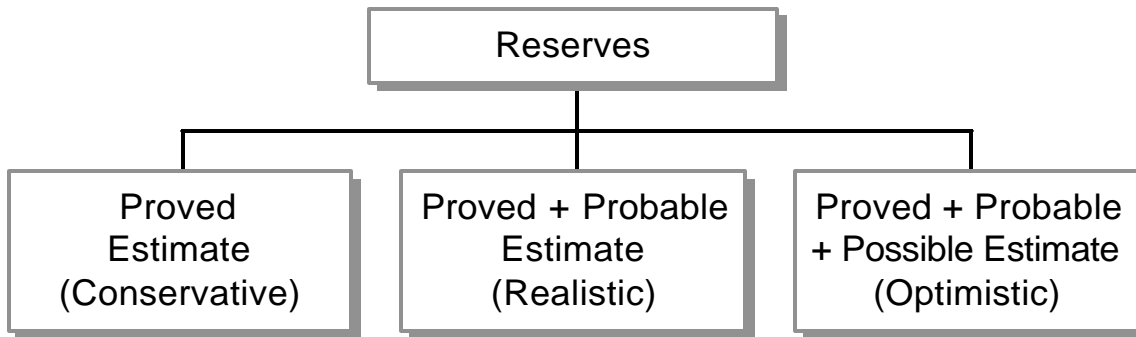 Reserves
Proved
Estimate
(Conservative)
Proved + Probable
Estimate
(Realistic)
Proved + Probable
+ Possible Estimate
(Optimistic)